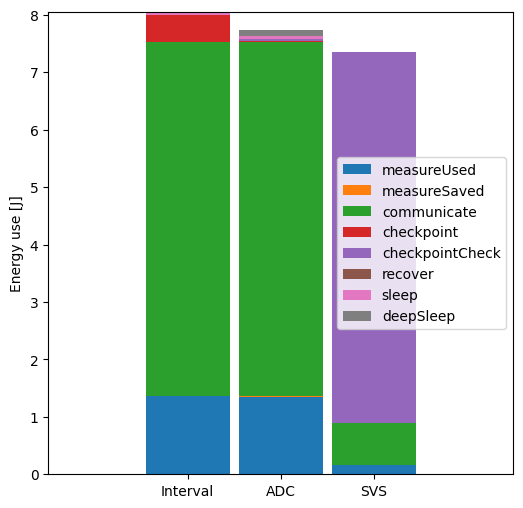 8
7
6
5
4
3
2
1
0
Energy use [J]
measureUsed
measureSaved
communicate
checkpoint
checkpointCheck
recover
sleep
deepSleep
Interval
ADC
SVS